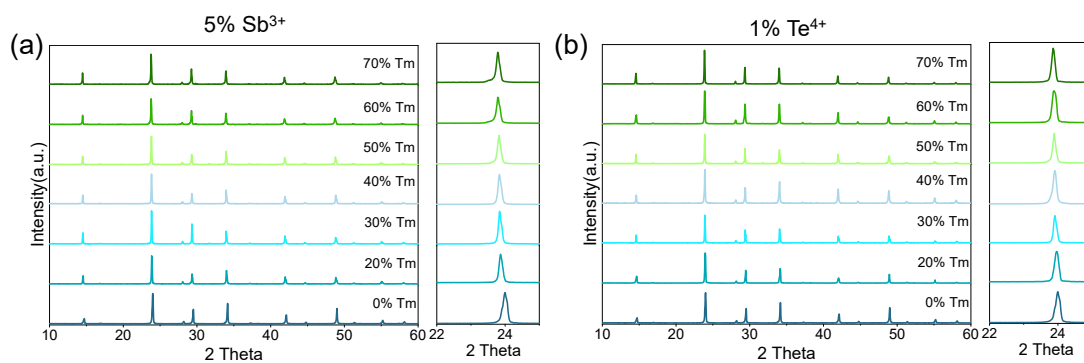 5% Sb³⁺
(a)
70% Tm
60% Tm
50% Tm
40% Tm
30% Tm
20% Tm
0% Tm
Intensity(a.u.)
10 20 30 40 50 60
2 Theta
22 24
2 Theta
1% Te⁴⁺
(b)
70% Tm
60% Tm
50% Tm
40% Tm
30% Tm
20% Tm
0% Tm
Intensity(a.u.)
10 20 30 40 50 60
2 Theta
22 24
2 Theta